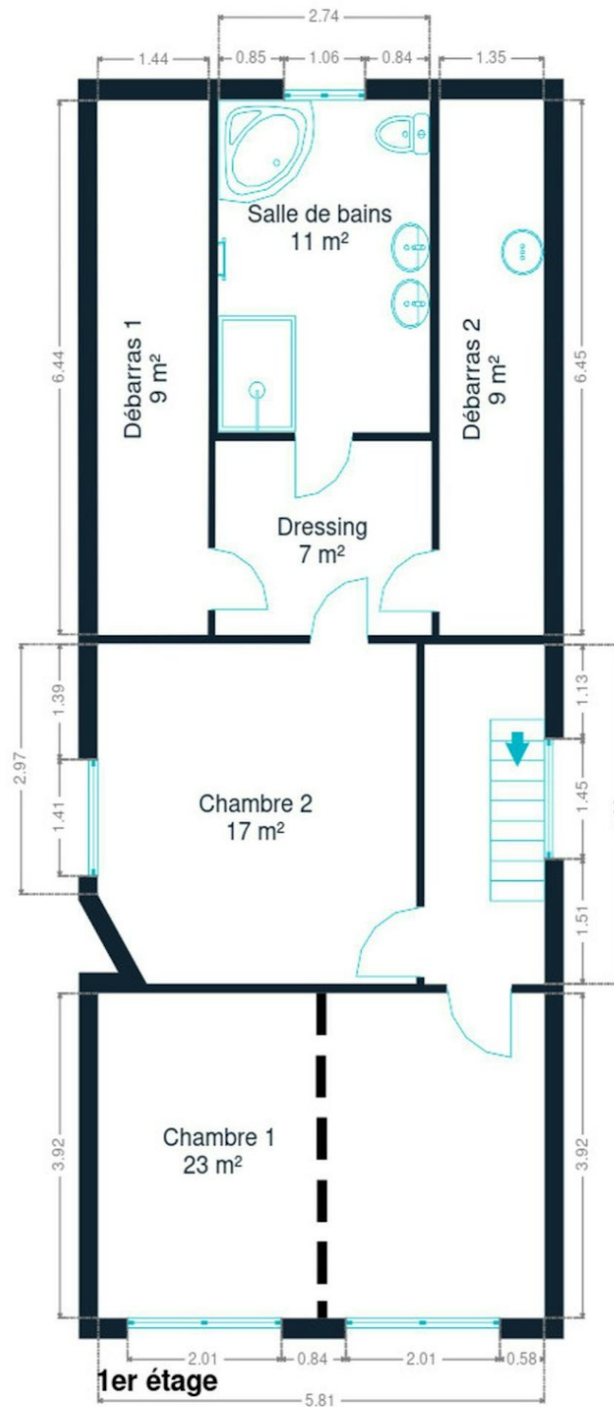 2.74
1.44
0.85
1.06
0.84
1.35
Salle de bains
11 m²
Débarras 1
9 m²
Débarras 2
9 m²
6.44
6.45
Dressing
7 m²
1.39
2.97
1.41
1.13
1.45
1.51
Chambre 2
17 m²
Chambre 1
23 m²
3.92
3.92
2.01
0.84
2.01
0.58
1er étage
5.81